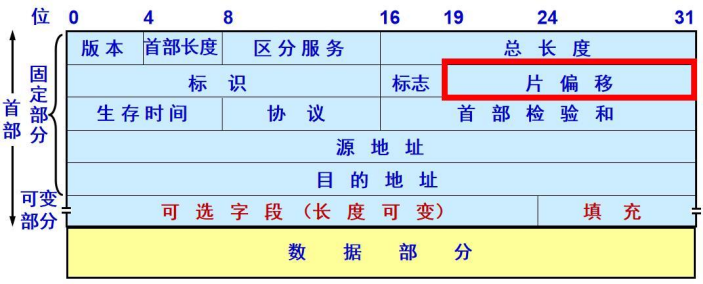 位 0 4 8 16 19 24 31
版本 首部长度 区分服务 总长度
标识 标志 片偏移
生存时间 协议 首部检验和
源地址
目的地址
可选字段（长度可变） 填充
数据部分
首部
固定部分
可变部分